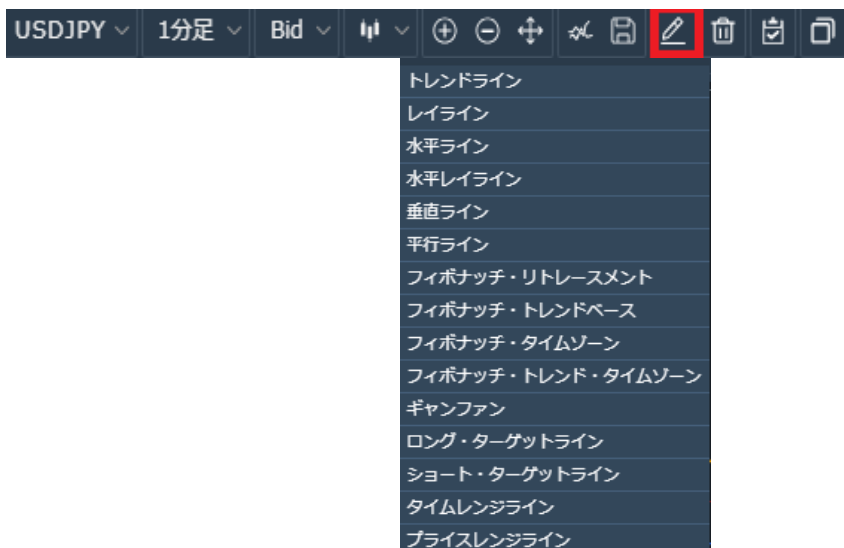 USDJPY 1分足 Bid
トレンドライン
レイライン
水平ライン
水平レイライン
垂直ライン
平行ライン
フィボナッチ・リトレースメント
フィボナッチ・トレンドベース
フィボナッチ・タイムゾーン
フィボナッチ・トレンド・タイムゾーン
ギャンファン
ロング・ターゲットライン
ショート・ターゲットライン
タイムレンジライン
プライスレンジライン